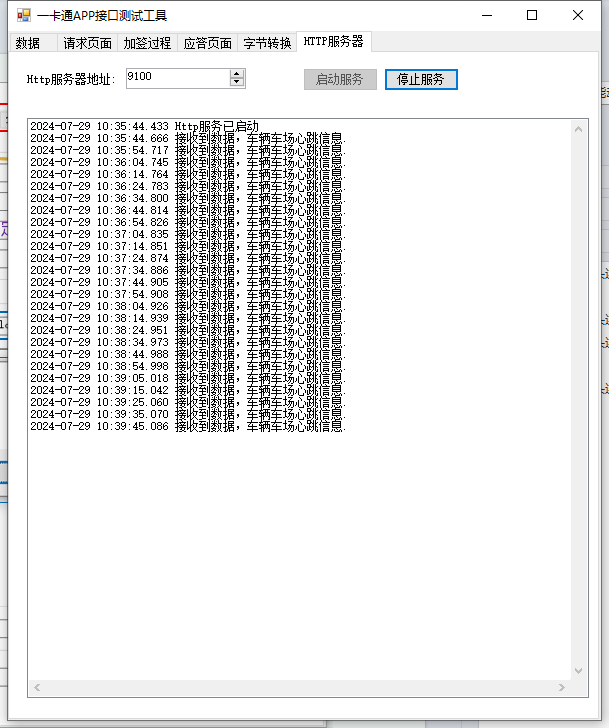 一卡通APP接口测试工具
数据 请求页面 加签过程 应答页面 字节转换 HTTP服务器
Http服务器地址: 9100 启动服务 停止服务
2024-07-29 10:35:44.433 Http服务已启动
2024-07-29 10:35:44.666 接收到数据，车辆车场心跳信息.
2024-07-29 10:35:54.717 接收到数据，车辆车场心跳信息.
2024-07-29 10:36:04.745 接收到数据，车辆车场心跳信息.
2024-07-29 10:36:14.764 接收到数据，车辆车场心跳信息.
2024-07-29 10:36:24.783 接收到数据，车辆车场心跳信息.
2024-07-29 10:36:34.800 接收到数据，车辆车场心跳信息.
2024-07-29 10:36:44.814 接收到数据，车辆车场心跳信息.
2024-07-29 10:36:54.826 接收到数据，车辆车场心跳信息.
2024-07-29 10:37:04.835 接收到数据，车辆车场心跳信息.
2024-07-29 10:37:14.851 接收到数据，车辆车场心跳信息.
2024-07-29 10:37:24.874 接收到数据，车辆车场心跳信息.
2024-07-29 10:37:34.886 接收到数据，车辆车场心跳信息.
2024-07-29 10:37:44.905 接收到数据，车辆车场心跳信息.
2024-07-29 10:37:54.908 接收到数据，车辆车场心跳信息.
2024-07-29 10:38:04.926 接收到数据，车辆车场心跳信息.
2024-07-29 10:38:14.939 接收到数据，车辆车场心跳信息.
2024-07-29 10:38:24.951 接收到数据，车辆车场心跳信息.
2024-07-29 10:38:34.973 接收到数据，车辆车场心跳信息.
2024-07-29 10:38:44.988 接收到数据，车辆车场心跳信息.
2024-07-29 10:38:54.998 接收到数据，车辆车场心跳信息.
2024-07-29 10:39:05.018 接收到数据，车辆车场心跳信息.
2024-07-29 10:39:15.042 接收到数据，车辆车场心跳信息.
2024-07-29 10:39:25.060 接收到数据，车辆车场心跳信息.
2024-07-29 10:39:35.070 接收到数据，车辆车场心跳信息.
2024-07-29 10:39:45.086 接收到数据，车辆车场心跳信息.